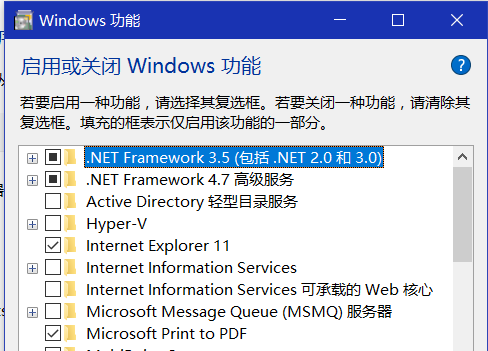 Windows 功能
启用或关闭 Windows 功能
若要启用一种功能，请选择其复选框。若要关闭一种功能，请清除其
复选框。填充的框表示仅启用该功能的一部分。
.NET Framework 3.5 (包括 .NET 2.0 和 3.0)
.NET Framework 4.7 高级服务
Active Directory 轻型目录服务
Hyper-V
Internet Explorer 11
Internet Information Services
Internet Information Services 可承载的 Web 核心
Microsoft Message Queue (MSMQ) 服务器
Microsoft Print to PDF